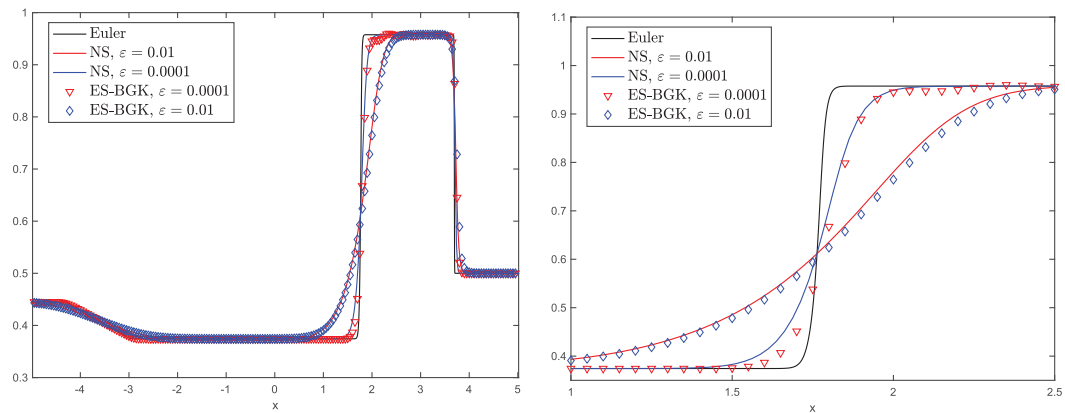 Euler
NS, ε = 0.01
NS, ε = 0.0001
ES-BGK, ε = 0.0001
ES-BGK, ε = 0.01
1
0.9
0.8
0.7
0.6
0.5
0.4
0.3
-4 -3 -2 -1 0 1 2 3 4 5
x
Euler
NS, ε = 0.01
NS, ε = 0.0001
ES-BGK, ε = 0.0001
ES-BGK, ε = 0.01
1.1
1
0.9
0.8
0.7
0.6
0.5
0.4
1 1.5 2 2.5
x